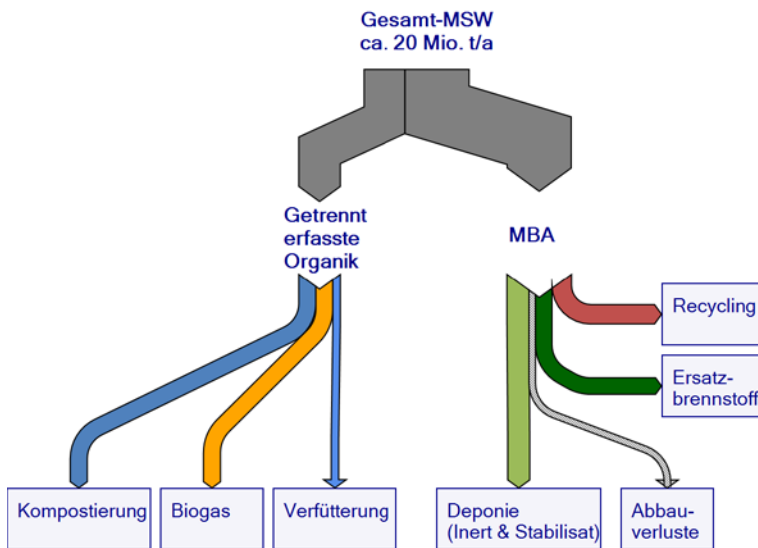 Gesamt-MSW
ca. 20 Mio. t/a
Getrennt
erfasste
Organik
MBA
Recycling
Ersatz-
brennstoff
Kompostierung
Biogas
Verfütterung
Deponie
(Inert & Stabilisat)
Abbau-
verluste